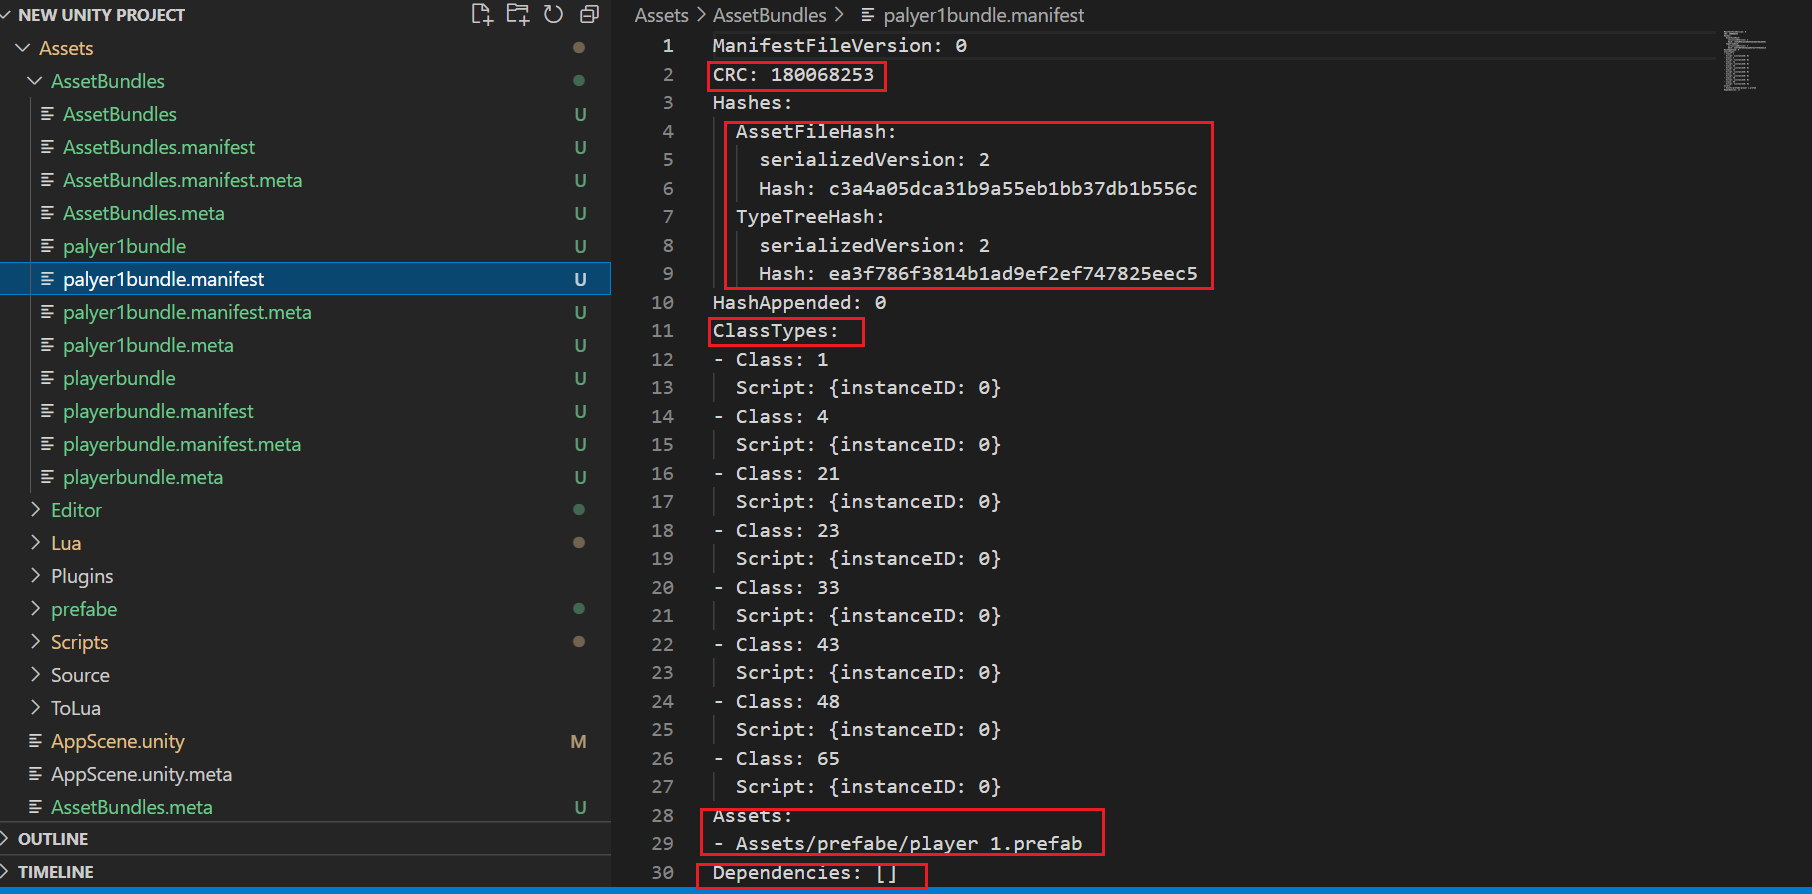 NEW UNITY PROJECT
Assets
AssetBundles
AssetBundles U
AssetBundles.manifest U
AssetBundles.manifest.meta U
AssetBundles.meta U
palyer1bundle U
palyer1bundle.manifest U
palyer1bundle.manifest.meta U
palyer1bundle.meta U
playerbundle U
playerbundle.manifest U
playerbundle.manifest.meta U
playerbundle.meta U
Editor
Lua
Plugins
prefabe
Scripts
Source
ToLua
AppScene.unity M
AppScene.unity.meta
AssetBundles.meta U
OUTLINE
TIMELINE
Assets > AssetBundles > palyer1bundle.manifest
1 ManifestFileVersion: 0
2 CRC: 180068253
3 Hashes:
4 AssetFileHash:
5 serializedVersion: 2
6 Hash: c3a4a05dca31b9a55eb1bb37db1b556c
7 TypeTreeHash:
8 serializedVersion: 2
9 Hash: ea3f786f3814b1ad9ef2ef747825eec5
10 HashAppended: 0
11 ClassTypes:
12 - Class: 1
13 Script: {instanceID: 0}
14 - Class: 4
15 Script: {instanceID: 0}
16 - Class: 21
17 Script: {instanceID: 0}
18 - Class: 23
19 Script: {instanceID: 0}
20 - Class: 33
21 Script: {instanceID: 0}
22 - Class: 43
23 Script: {instanceID: 0}
24 - Class: 48
25 Script: {instanceID: 0}
26 - Class: 65
27 Script: {instanceID: 0}
28 Assets:
29 - Assets/prefabe/player 1.prefab
30 Dependencies: []